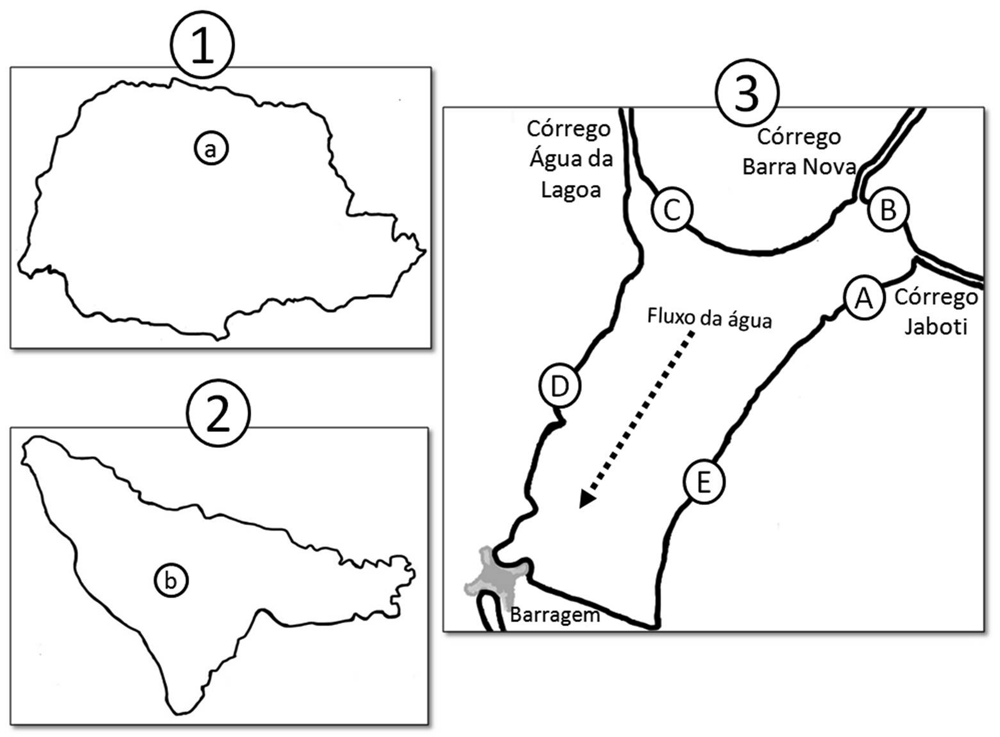 1
a
2
b
3
Córrego
Água da
Lagoa
Córrego
Barra Nova
C
B
A
Córrego
Jaboti
Fluxo da água
D
E
Barragem